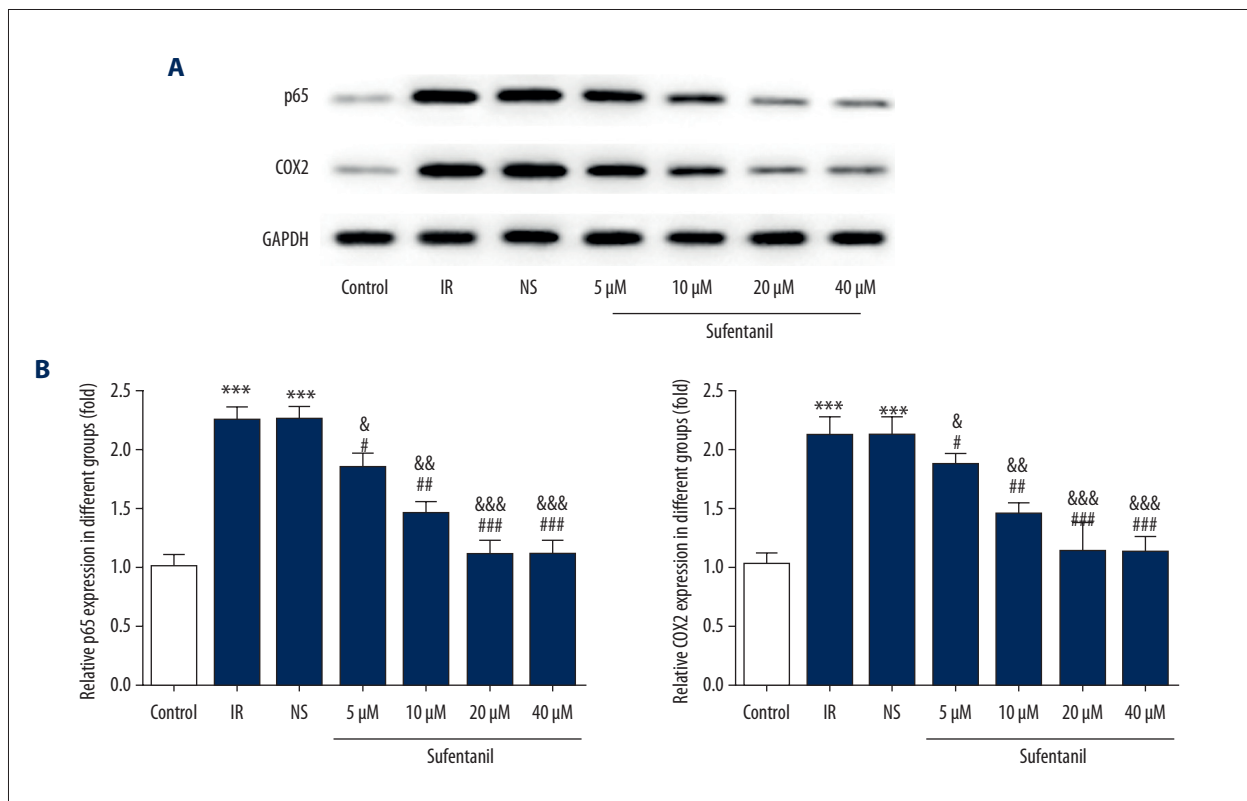 A
p65
COX2
GAPDH
Control IR NS 5 µM 10 µM 20 µM 40 µM
Sufentanil
B
Relative p65 expression in different groups (fold)
2.5
2.0
1.5
1.0
0.5
0.0
***
***
&
#
&&
##
&&&
###
&&&
###
Control IR NS 5 µM 10 µM 20 µM 40 µM
Sufentanil
Relative COX2 expression in different groups (fold)
2.5
2.0
1.5
1.0
0.5
0.0
***
***
&
#
&&
##
&&&
###
&&&
###
Control IR NS 5 µM 10 µM 20 µM 40 µM
Sufentanil